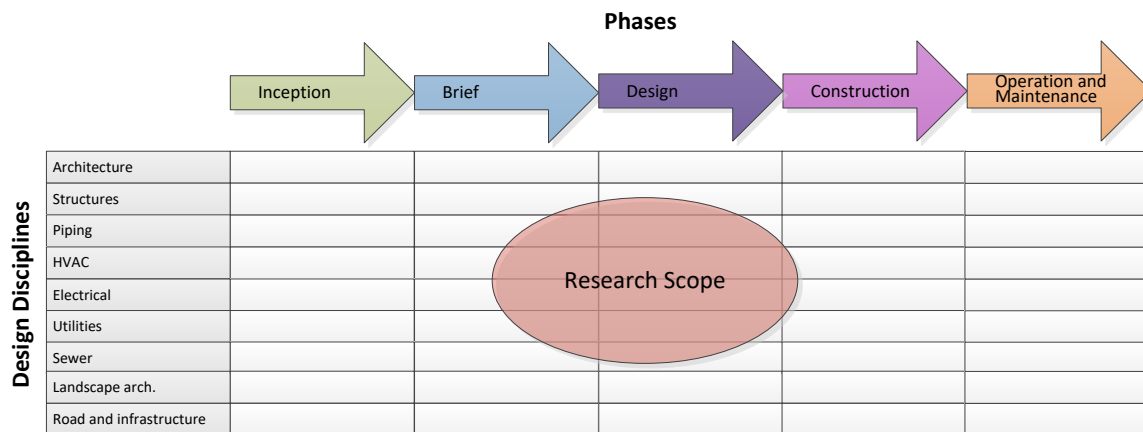 Phases
Inception
Brief
Design
Construction
Operation and
Maintenance
Design Disciplines
Architecture
Structures
Piping
HVAC
Electrical
Utilities
Sewer
Landscape arch.
Road and infrastructure
Research Scope